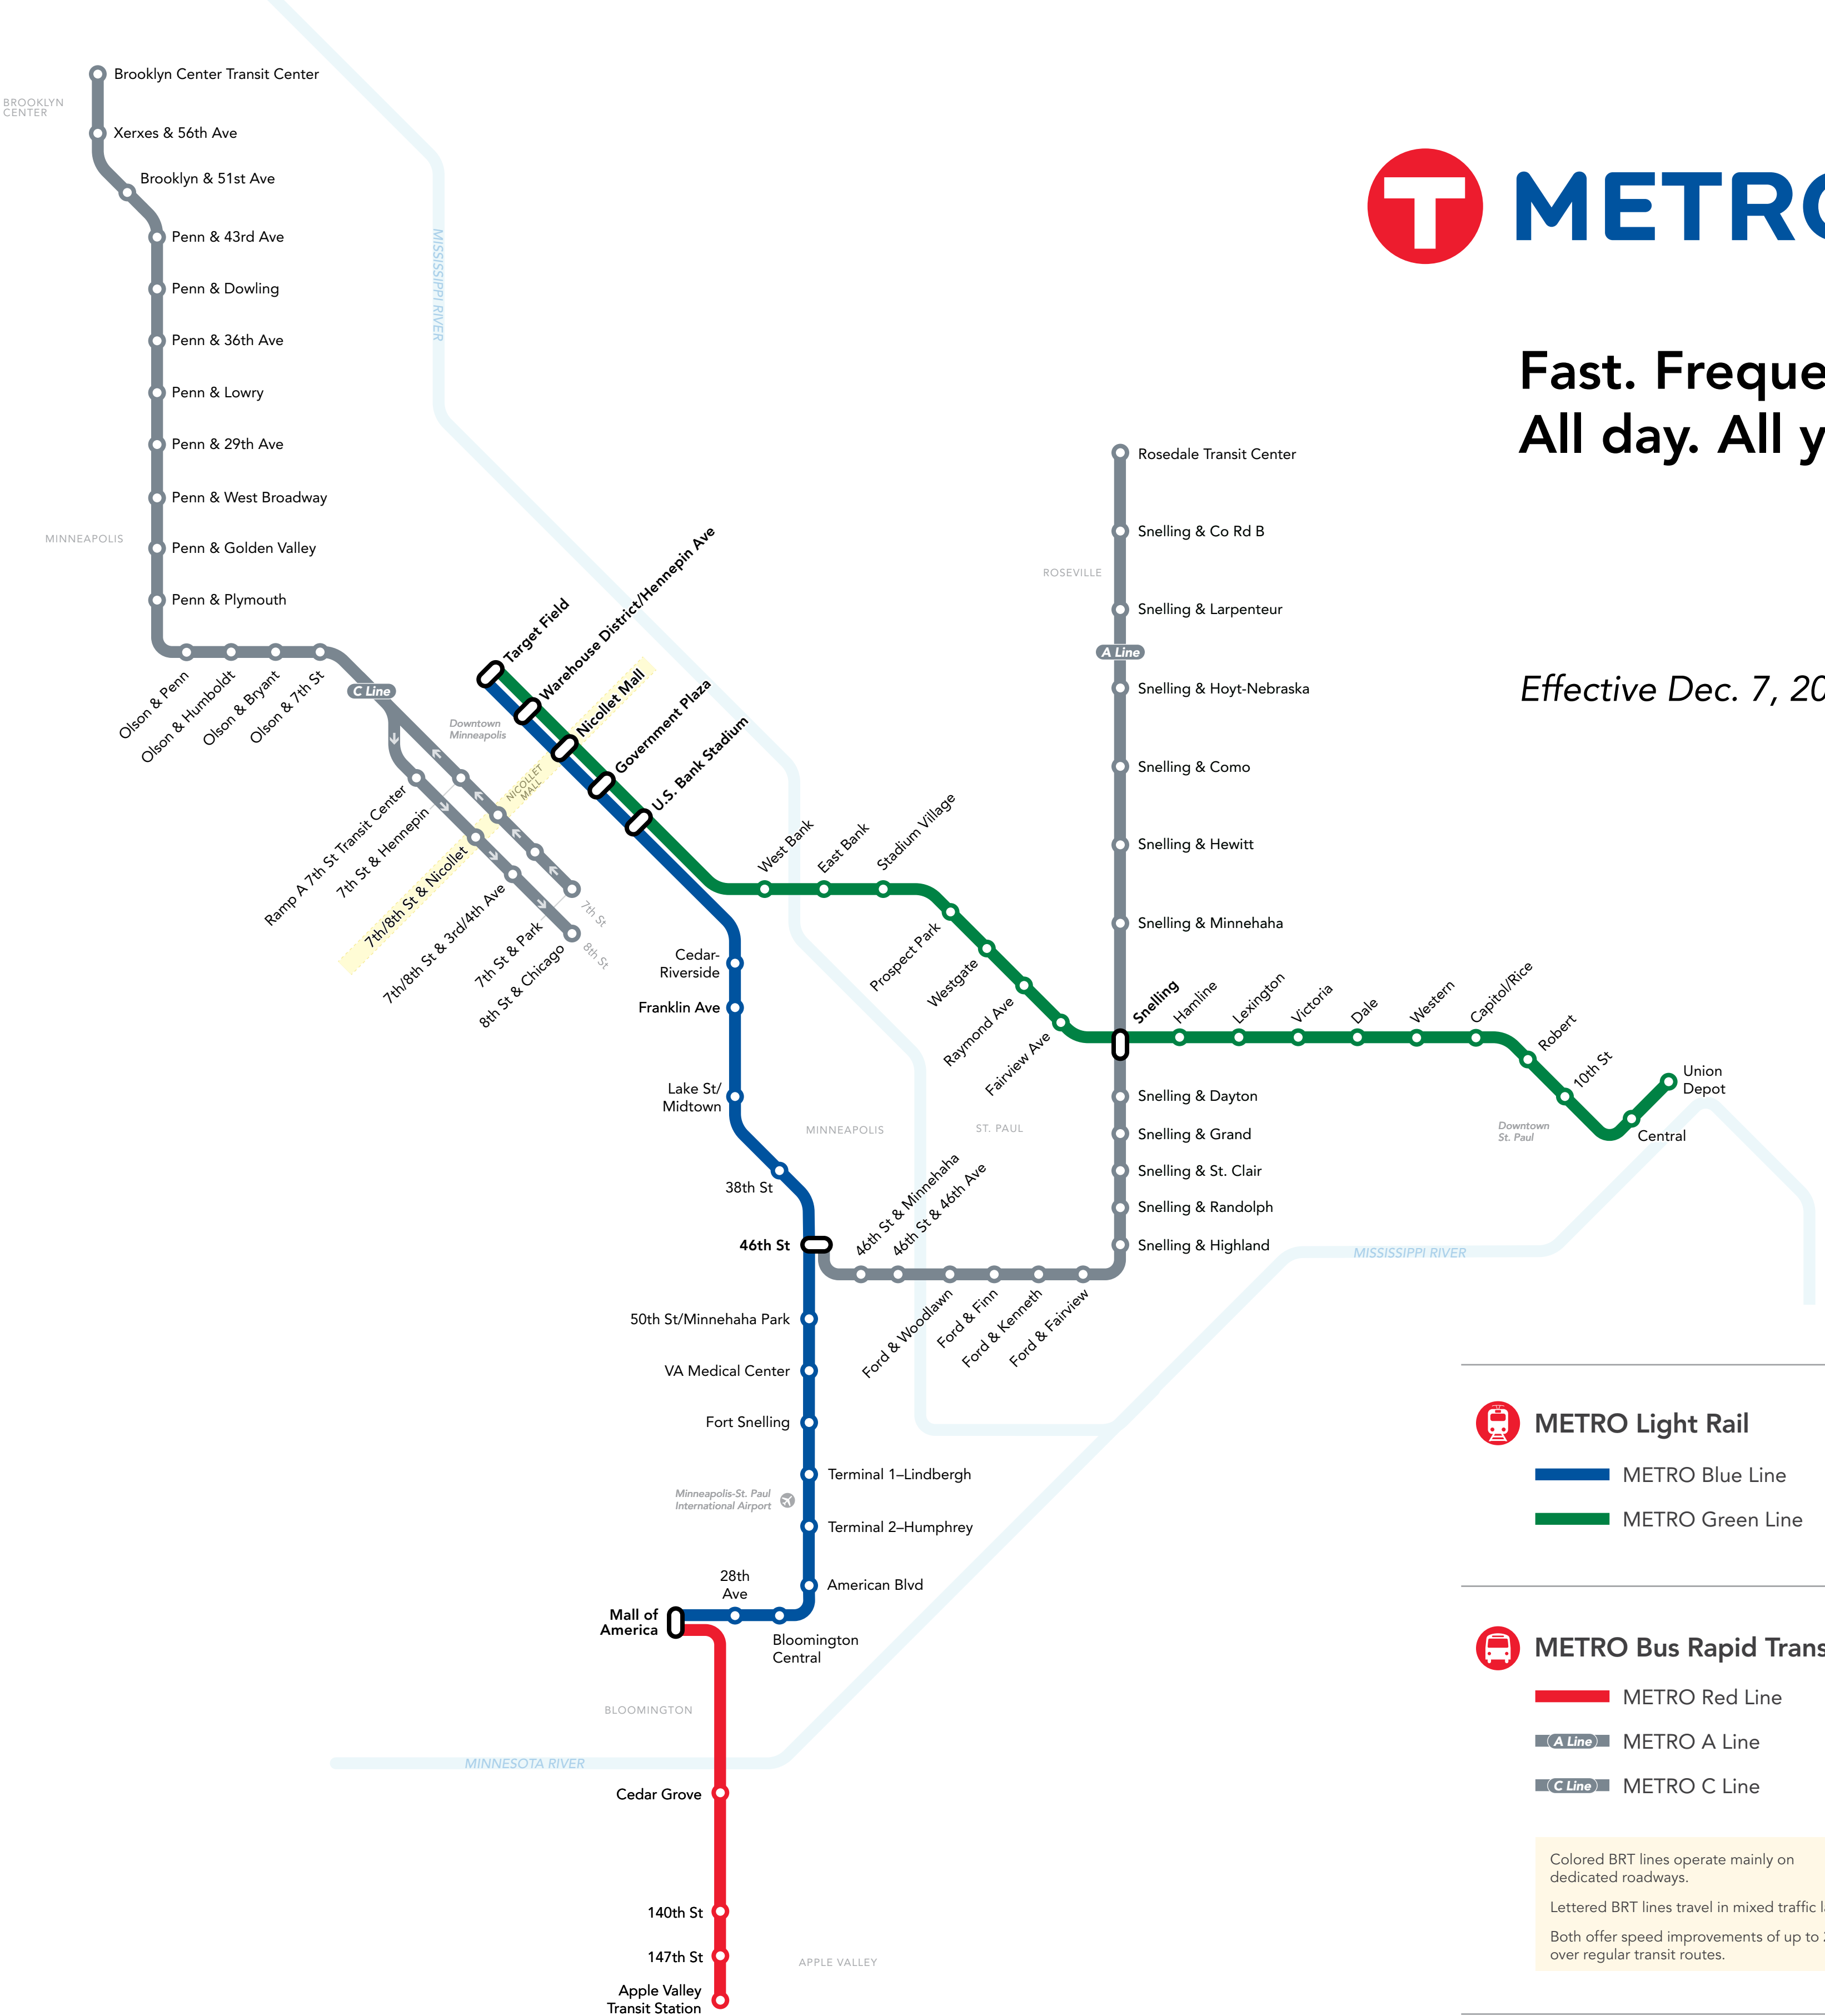 Brooklyn Center Transit Center
BROOKLYN
CENTER
Xerxes & 56th Ave
Brooklyn & 51st Ave
Penn & 43rd Ave
Penn & Dowling
Penn & 36th Ave
Penn & Lowry
Penn & 29th Ave
Penn & West Broadway
MINNEAPOLIS
Penn & Golden Valley
Penn & Plymouth
Olson & Penn
Olson & Humboldt
Olson & Bryant
Olson & 7th St
C Line
Ramp A 7th St Transit Center
7th St & Hennepin
7th/8th St & Nicollet
7th/8th St & 3rd/4th Ave
7th St & Park
8th St & Chicago
7th St
8th St
NICOLLET
MALL
Downtown
Minneapolis
MISSISSIPPI RIVER
Target Field
Warehouse District/Hennepin Ave
Nicollet Mall
Government Plaza
U.S. Bank Stadium
West Bank
East Bank
Stadium Village
Prospect Park
Westgate
Raymond Ave
Fairview Ave
Snelling
Hamline
Lexington
Victoria
Dale
Western
Capitol/Rice
Robert
10th St
Central
Union
Depot
Downtown
St. Paul
Rosedale Transit Center
Snelling & Co Rd B
ROSEVILLE
Snelling & Larpenteur
A Line
Snelling & Hoyt-Nebraska
Snelling & Como
Snelling & Hewitt
Snelling & Minnehaha
Snelling & Dayton
Snelling & Grand
Snelling & St. Clair
Snelling & Randolph
Snelling & Highland
MINNEAPOLIS
ST. PAUL
46th St & Minnehaha
46th St & 46th Ave
Ford & Woodlawn
Ford & Finn
Ford & Kenneth
Ford & Fairview
MISSISSIPPI RIVER
Cedar-
Riverside
Franklin Ave
Lake St/
Midtown
38th St
46th St
50th St/Minnehaha Park
VA Medical Center
Fort Snelling
Terminal 1–Lindbergh
Minneapolis-St. Paul
International Airport
Terminal 2–Humphrey
American Blvd
28th
Ave
Bloomington
Central
Mall of
America
BLOOMINGTON
MINNESOTA RIVER
Cedar Grove
140th St
147th St
APPLE VALLEY
Apple Valley
Transit Station
T METRO
Fast. Freque
All day. All y
Effective Dec. 7, 20
METRO Light Rail
METRO Blue Line
METRO Green Line
METRO Bus Rapid Trans
METRO Red Line
A Line METRO A Line
C Line METRO C Line
Colored BRT lines operate mainly on
dedicated roadways.
Lettered BRT lines travel in mixed traffic
Both offer speed improvements of up to
over regular transit routes.